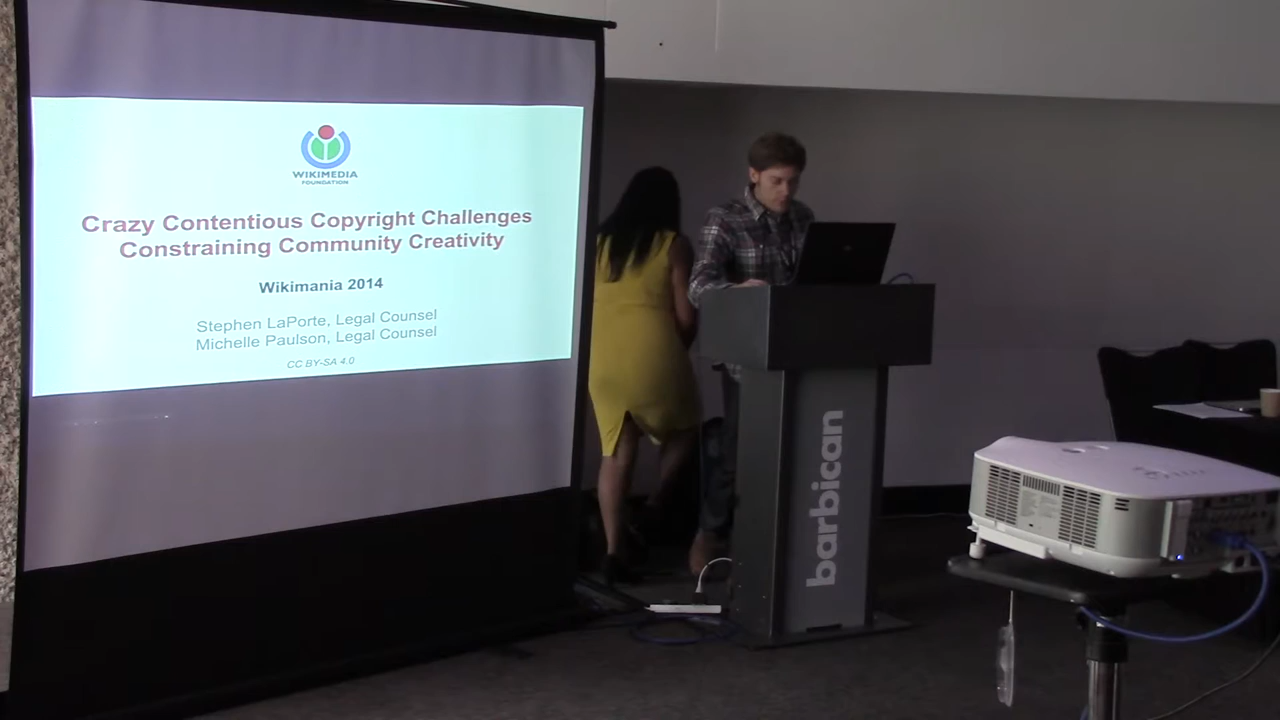 WIKIMEDIA
FOUNDATION
Crazy Contentious Copyright Challenges
Constraining Community Creativity
Wikimania 2014
Stephen LaPorte, Legal Counsel
Michelle Paulson, Legal Counsel
CC BY-SA 4.0
barbican